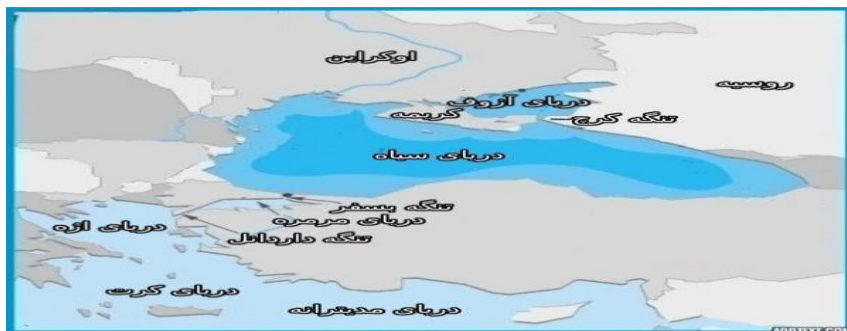 اوکراین
روسیه
دریای آزوف
کریمه
تنگه کرچ
دریای سیاه
تنگه بسفر
دریای مرمره
دریای اژه
تنگه داردانل
دریای کرت
دریای مدیترانه